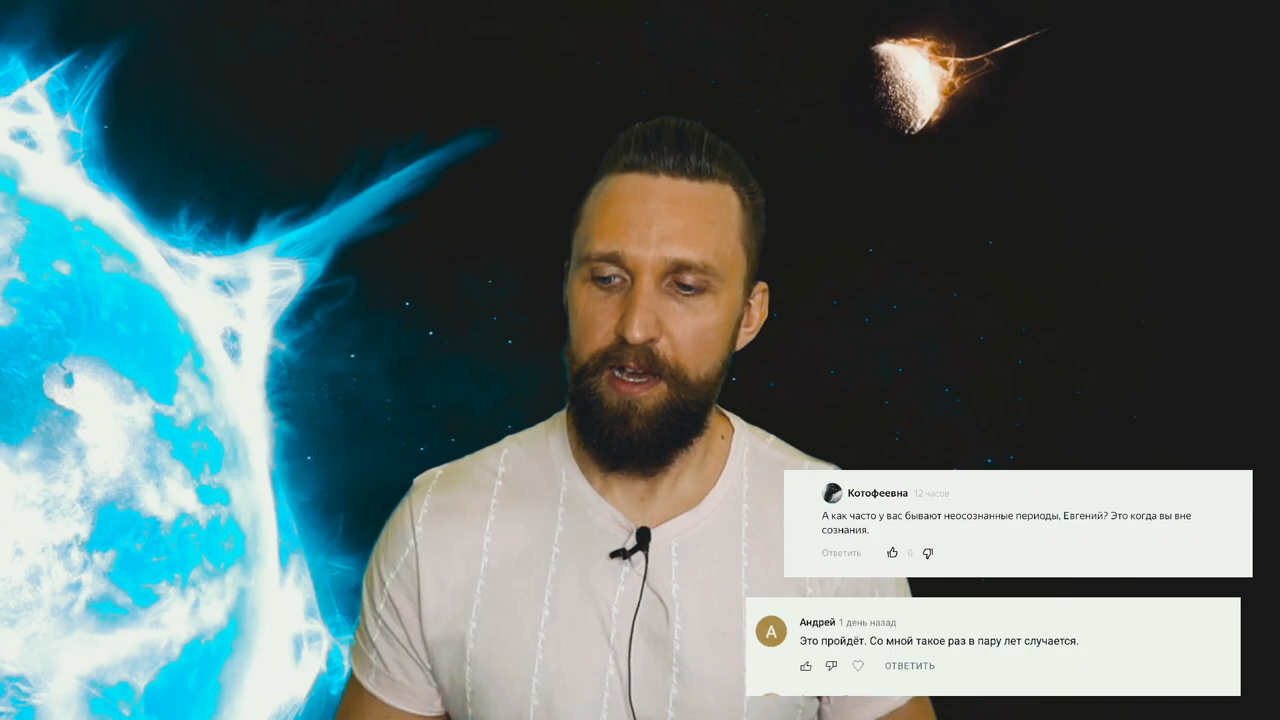 Котофеевна 12 часов
А как часто у вас бывают неосознанные периоды, Евгений? Это когда вы вне
сознания.
Ответить 0
А
Андрей 1 день назад
Это пройдёт. Со мной такое раз в пару лет случается.
ОТВЕТИТЬ